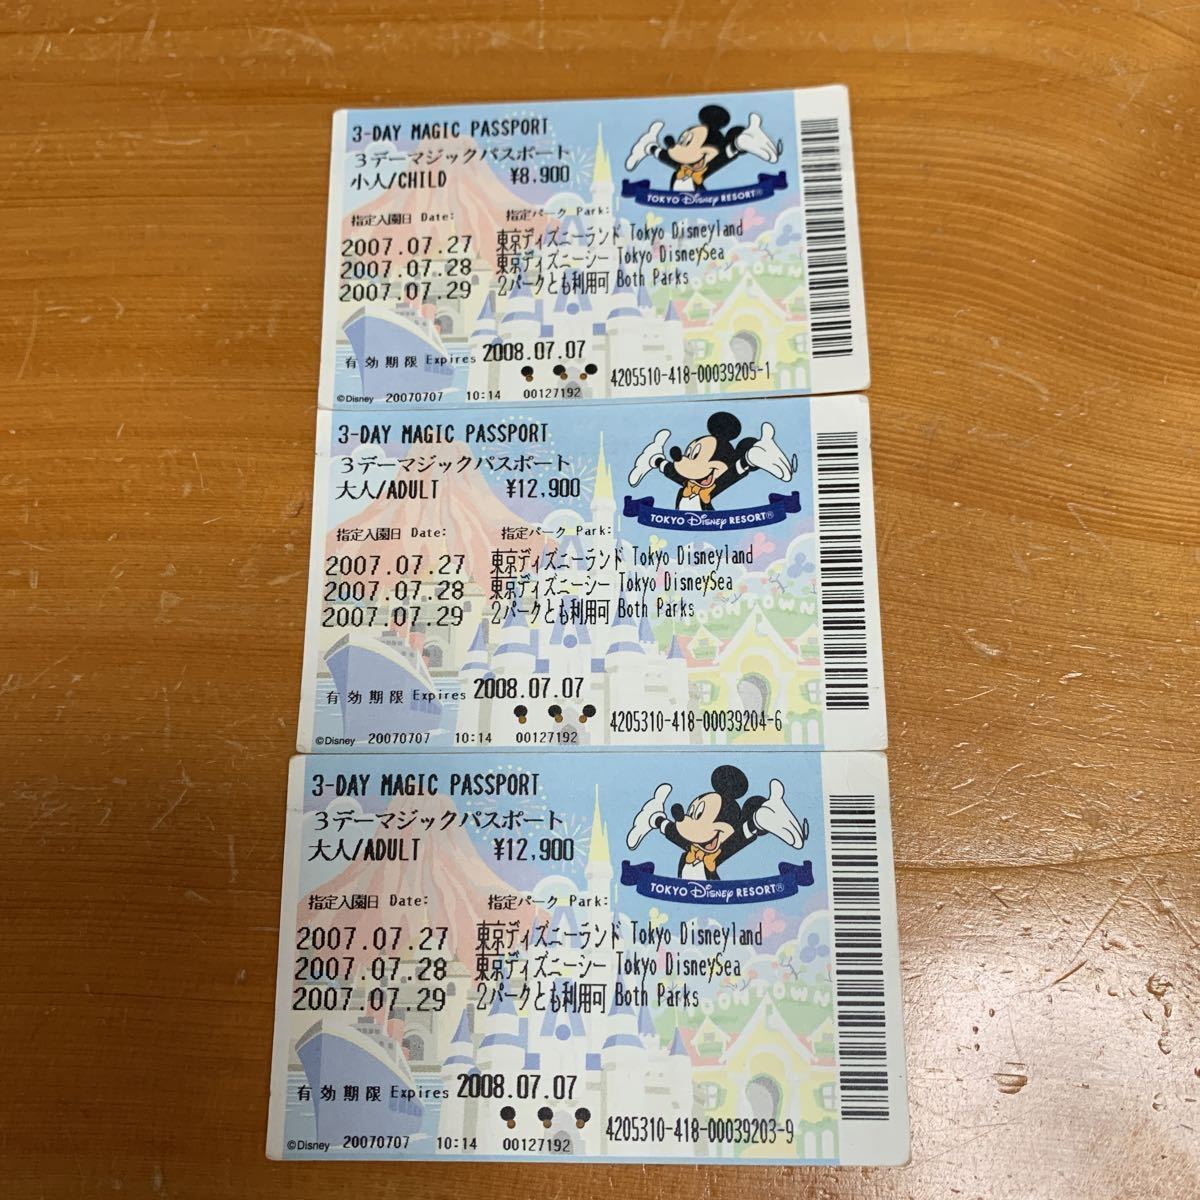 3-DAY MAGIC PASSPORT
3デーマジックパスポート
小人/CHILD ¥8,900
TOKYO Disney RESORT®
指定入園日 Date: 指定パーク Park:
2007.07.27 東京ディズニーランド Tokyo Disneyland
2007.07.28 東京ディズニーシー Tokyo DisneySea
2007.07.29 2パークとも利用可 Both Parks
TOONTOWN
有効期限 Expires 2008.07.07
4205510-418-00039205-1
©Disney 20070707 10:14 00127192
3-DAY MAGIC PASSPORT
3デーマジックパスポート
大人/ADULT ¥12,900
TOKYO Disney RESORT®
指定入園日 Date: 指定パーク Park:
2007.07.27 東京ディズニーランド Tokyo Disneyland
2007.07.28 東京ディズニーシー Tokyo DisneySea
2007.07.29 2パークとも利用可 Both Parks
TOONTOWN
有効期限 Expires 2008.07.07
4205310-418-00039204-6
©Disney 20070707 10:14 00127192
3-DAY MAGIC PASSPORT
3デーマジックパスポート
大人/ADULT ¥12,900
TOKYO Disney RESORT®
指定入園日 Date: 指定パーク Park:
2007.07.27 東京ディズニーランド Tokyo Disneyland
2007.07.28 東京ディズニーシー Tokyo DisneySea
2007.07.29 2パークとも利用可 Both Parks
TOONTOWN
有効期限 Expires 2008.07.07
4205310-418-00039203-9
©Disney 20070707 10:14 00127192